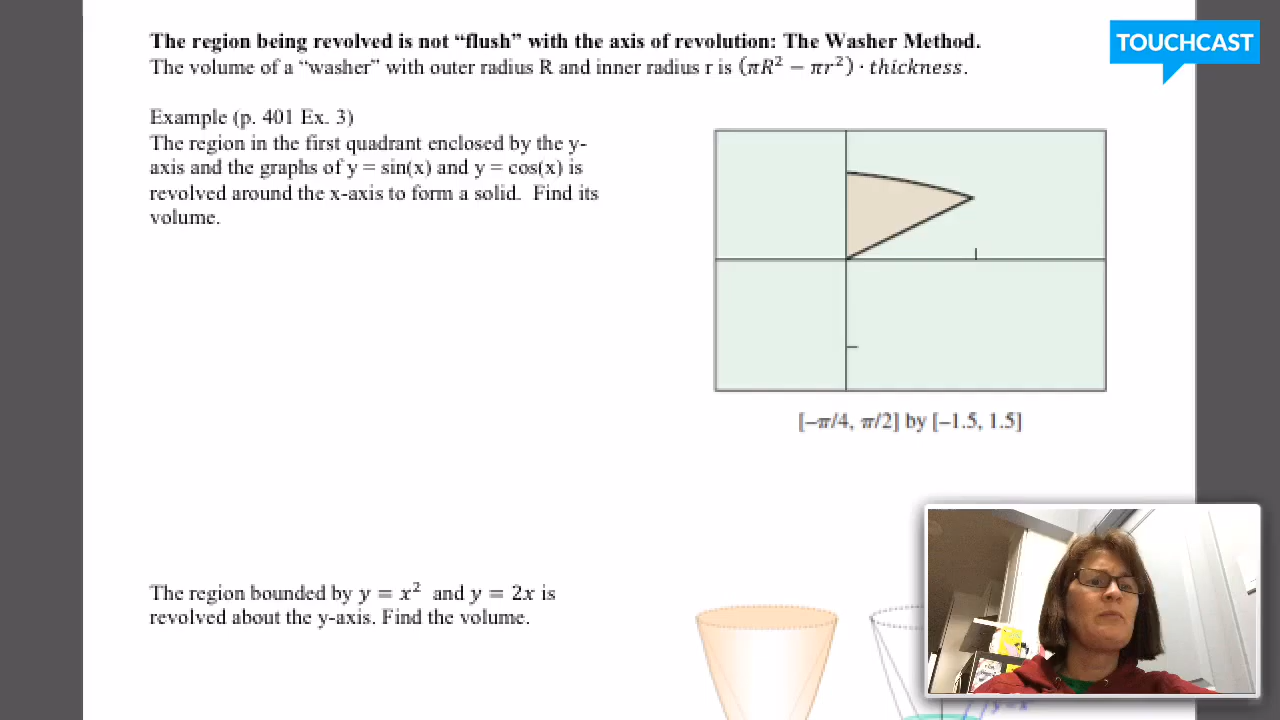 The region being revolved is not “flush” with the axis of revolution: The Washer Method.
The volume of a “washer” with outer radius R and inner radius r is (πR² − πr²) · thickness.
TOUCHCAST
Example (p. 401 Ex. 3)
The region in the first quadrant enclosed by the y-
axis and the graphs of y = sin(x) and y = cos(x) is
revolved around the x-axis to form a solid.  Find its
volume.
[–π/4, π/2] by [–1.5, 1.5]
The region bounded by y = x²  and y = 2x is
revolved about the y-axis. Find the volume.